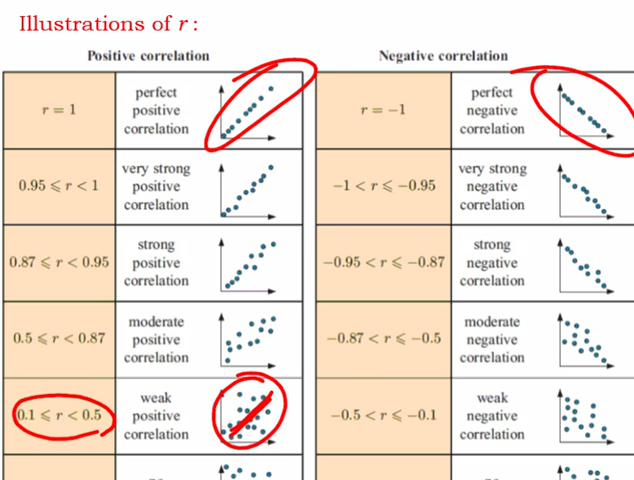 Illustrations of r :
Positive correlation
Negative correlation
r = 1
perfect
positive
correlation
r = −1
perfect
negative
correlation
0.95 ⩽ r < 1
very strong
positive
correlation
−1 < r ⩽ −0.95
very strong
negative
correlation
0.87 ⩽ r < 0.95
strong
positive
correlation
−0.95 < r ⩽ −0.87
strong
negative
correlation
0.5 ⩽ r < 0.87
moderate
positive
correlation
−0.87 < r ⩽ −0.5
moderate
negative
correlation
0.1 ⩽ r < 0.5
weak
positive
correlation
−0.5 < r ⩽ −0.1
weak
negative
correlation